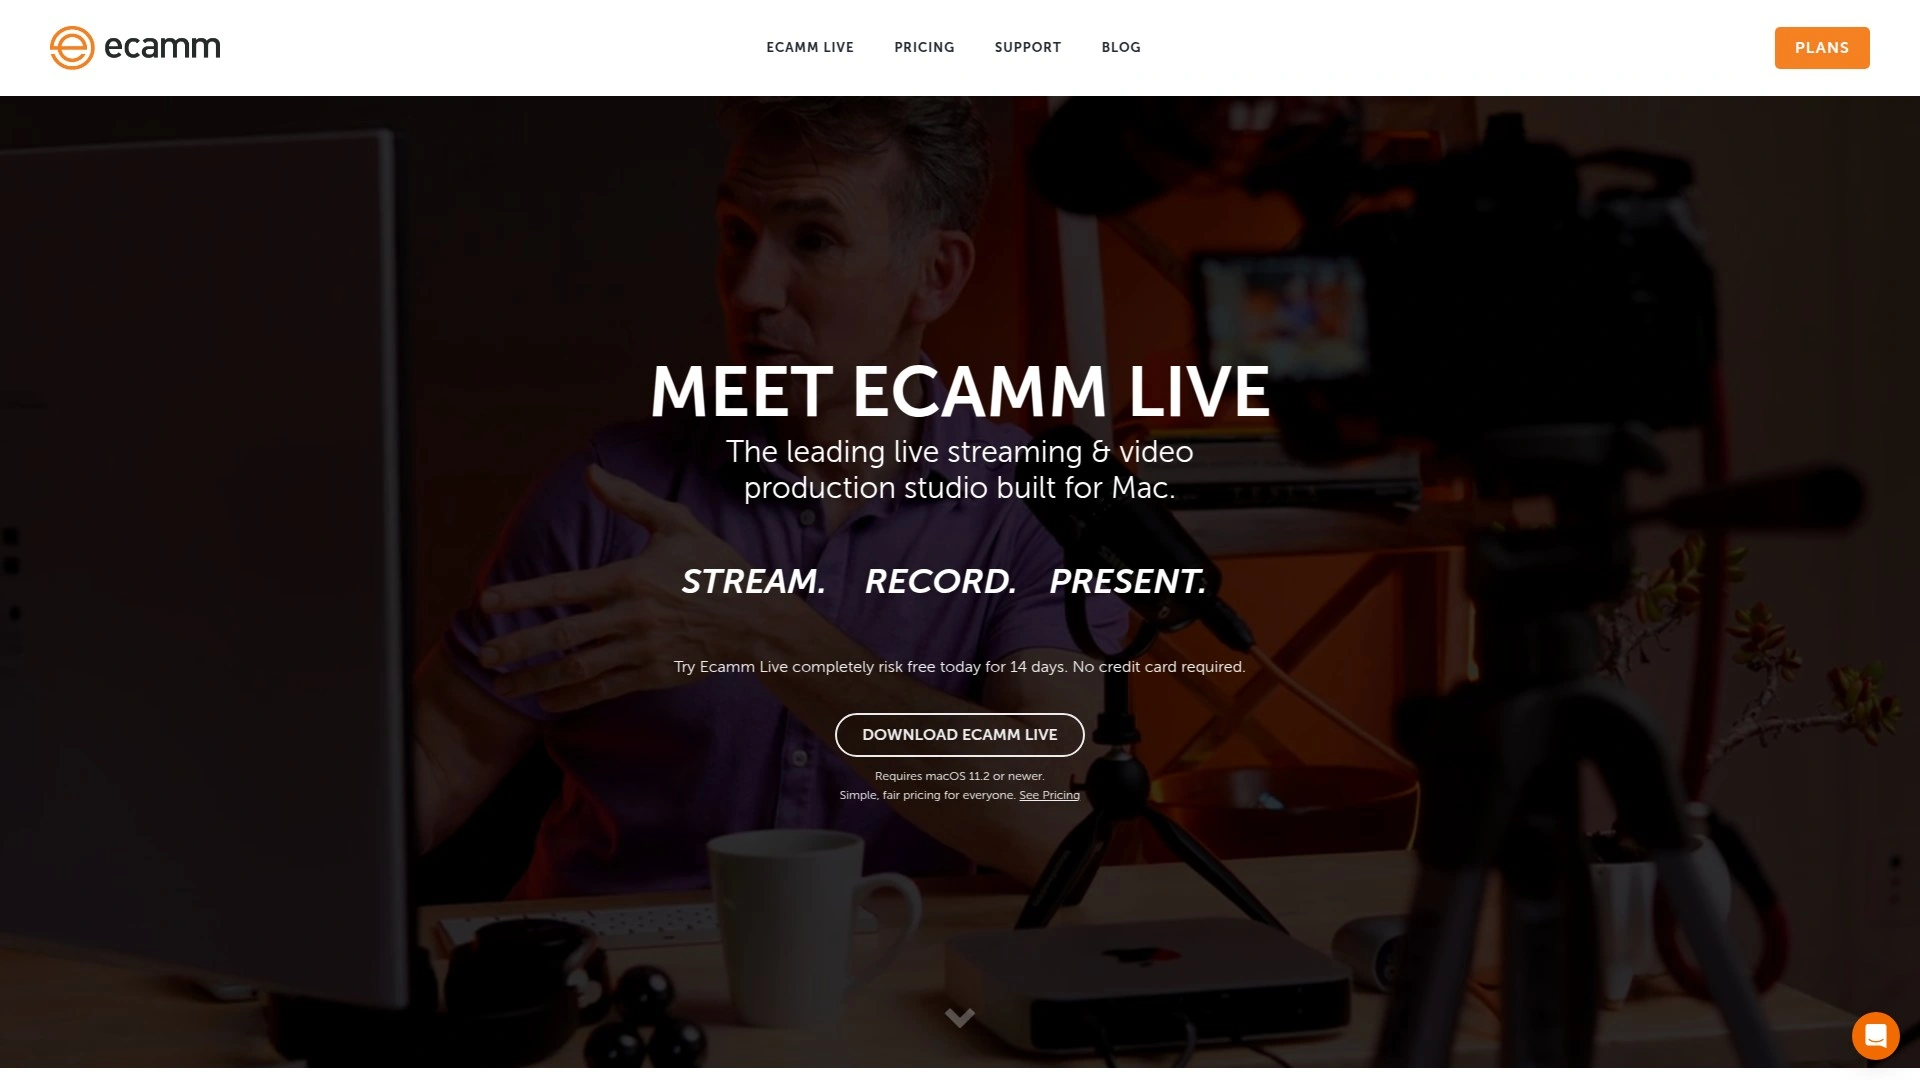 ecamm
ECAMM LIVE
PRICING
SUPPORT
BLOG
PLANS
MEET ECAMM LIVE
The leading live streaming & video
production studio built for Mac.
STREAM. RECORD. PRESENT.
Try Ecamm Live completely risk free today for 14 days. No credit card required.
DOWNLOAD ECAMM LIVE
Requires macOS 11.2 or newer.
Simple, fair pricing for everyone. See Pricing